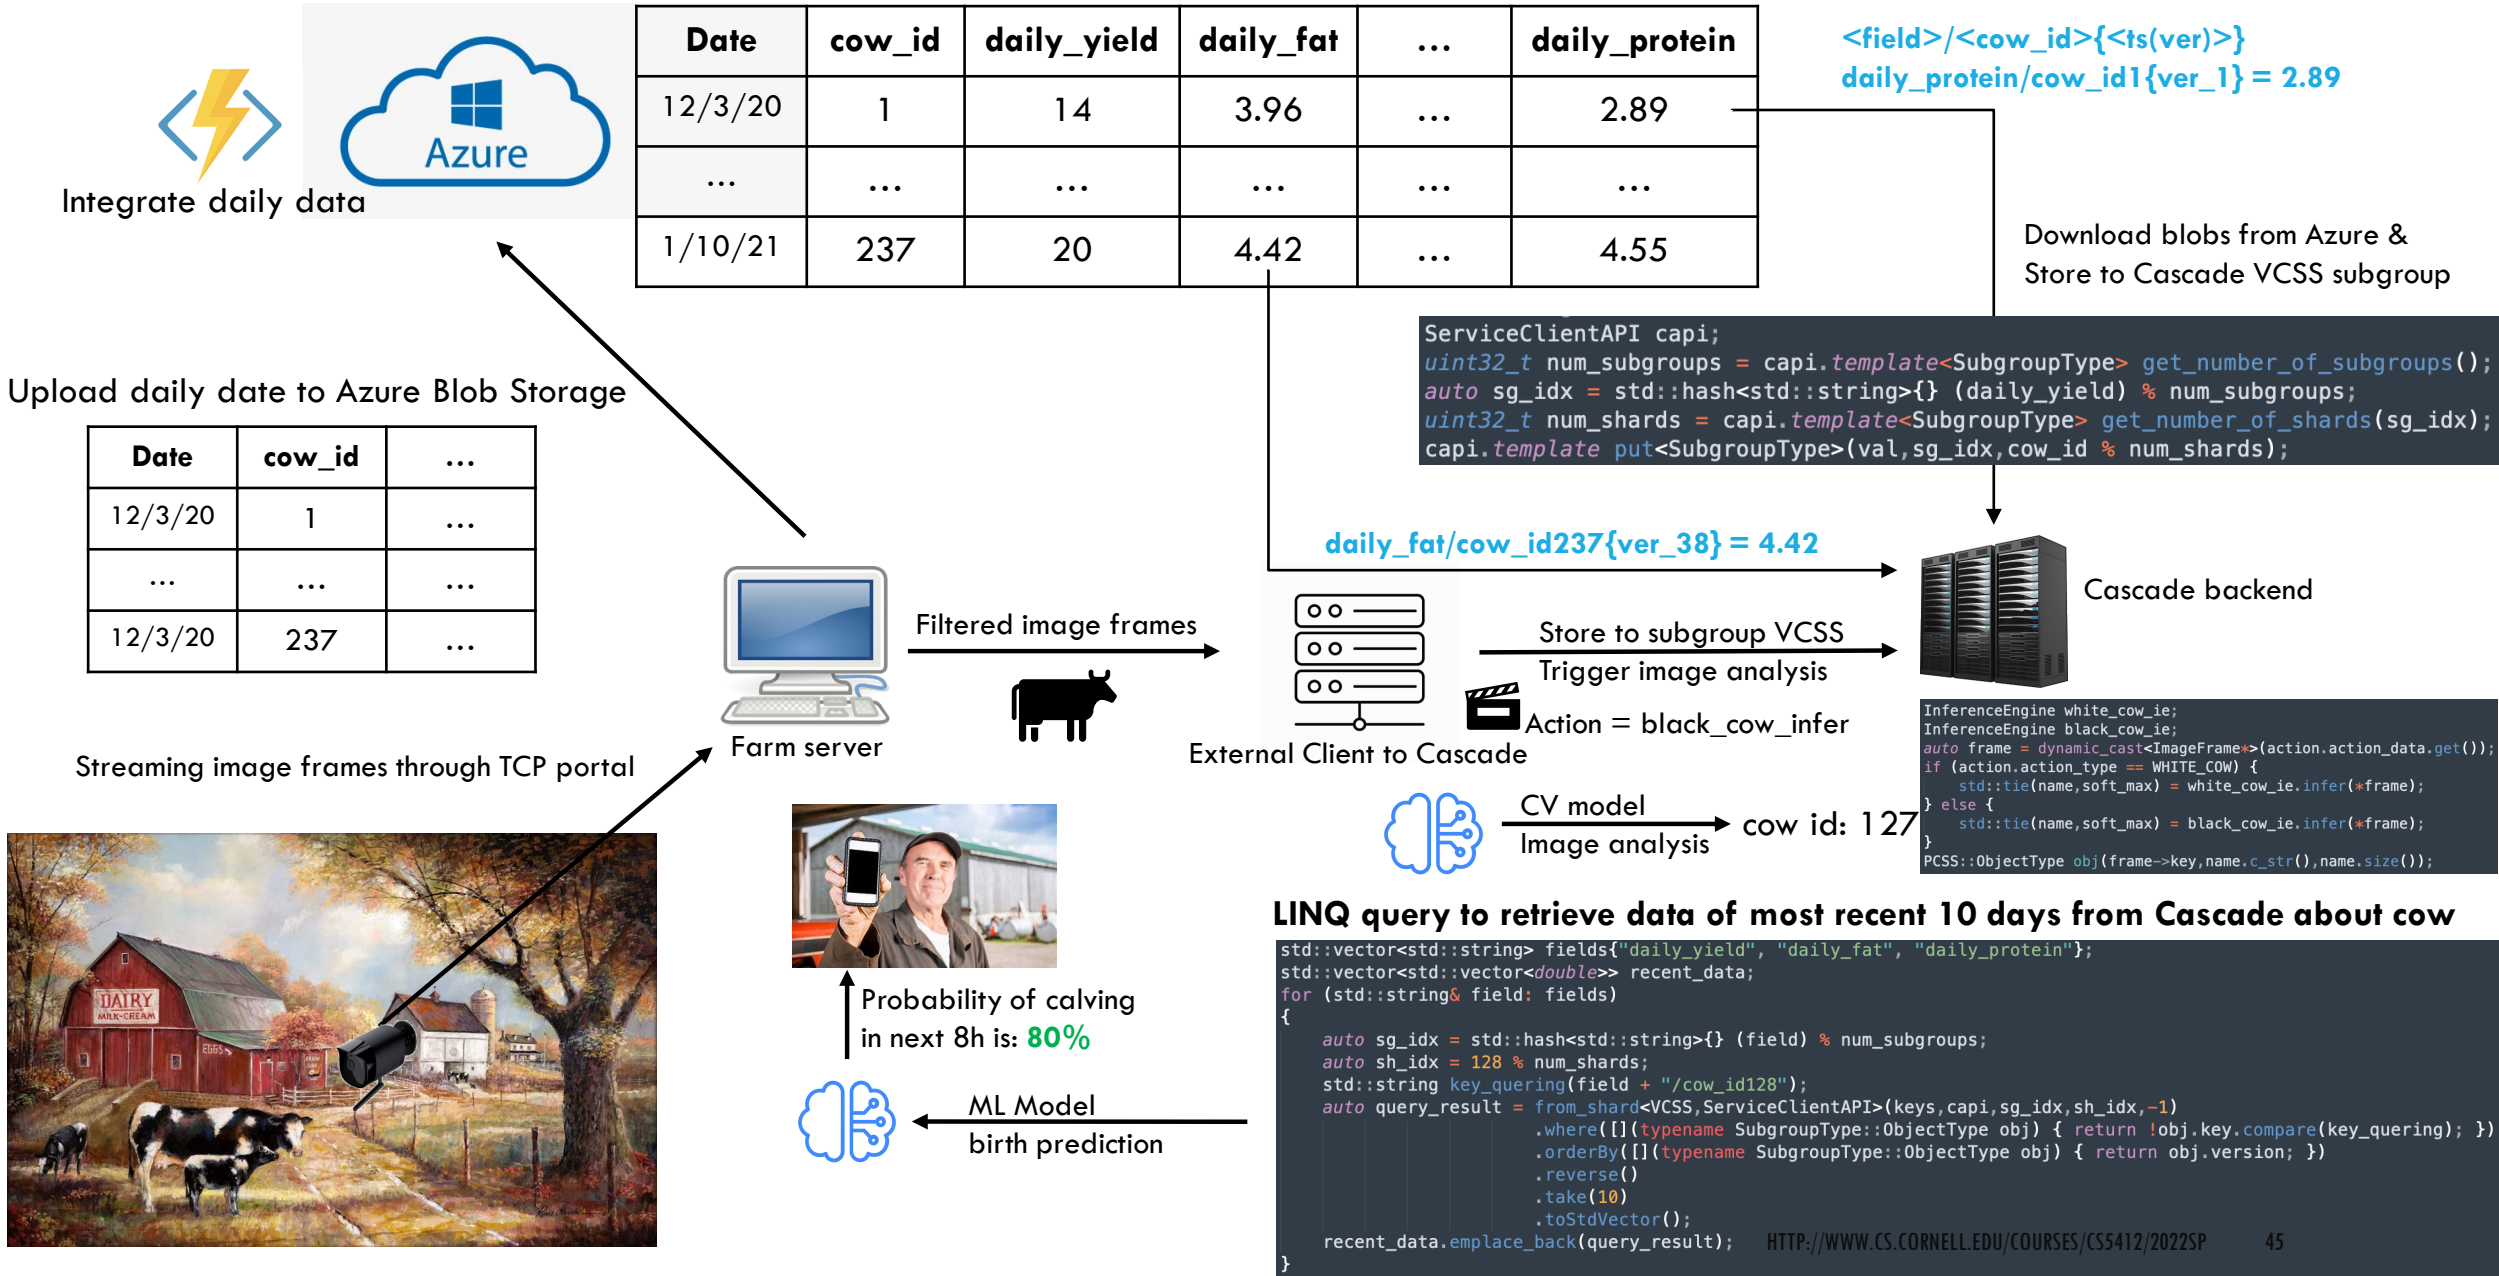 Date cow_id daily_yield daily_fat ... daily_protein
12/3/20 1 14 3.96 ... 2.89
... ... ... ... ... ...
1/10/21 237 20 4.42 ... 4.55
<field>/<cow_id>{<ts(ver)>}
daily_protein/cow_id1{ver_1} = 2.89
Azure
Integrate daily data
Download blobs from Azure &
Store to Cascade VCSS subgroup
ServiceClientAPI capi;
uint32_t num_subgroups = capi.template<SubgroupType> get_number_of_subgroups();
auto sg_idx = std::hash<std::string>{} (daily_yield) % num_subgroups;
uint32_t num_shards = capi.template<SubgroupType> get_number_of_shards(sg_idx);
capi.template put<SubgroupType>(val,sg_idx,cow_id % num_shards);
Upload daily date to Azure Blob Storage
Date cow_id ...
12/3/20 1 ...
... ... ...
12/3/20 237 ...
daily_fat/cow_id237{ver_38} = 4.42
Cascade backend
Filtered image frames
Store to subgroup VCSS
Trigger image analysis
Action = black_cow_infer
Farm server
External Client to Cascade
Streaming image frames through TCP portal
InferenceEngine white_cow_ie;
InferenceEngine black_cow_ie;
auto frame = dynamic_cast<ImageFrame*>(action.action_data.get());
if (action.action_type == WHITE_COW) {
std::tie(name,soft_max) = white_cow_ie.infer(*frame);
} else {
std::tie(name,soft_max) = black_cow_ie.infer(*frame);
}
PCSS::ObjectType obj(frame->key,name.c_str(),name.size());
CV model
Image analysis
cow id: 127
DAIRY
MILK-CREAM
EGGS
Probability of calving
in next 8h is: 80%
ML Model
birth prediction
LINQ query to retrieve data of most recent 10 days from Cascade about cow
std::vector<std::string> fields{"daily_yield", "daily_fat", "daily_protein"};
std::vector<std::vector<double>> recent_data;
for (std::string& field: fields)
{
auto sg_idx = std::hash<std::string>{} (field) % num_subgroups;
auto sh_idx = 128 % num_shards;
std::string key_quering(field + "/cow_id128");
auto query_result = from_shard<VCSS,ServiceClientAPI>(keys,capi,sg_idx,sh_idx,-1)
.where([](typename SubgroupType::ObjectType obj) { return !obj.key.compare(key_quering); })
.orderBy([](typename SubgroupType::ObjectType obj) { return obj.version; })
.reverse()
.take(10)
.toStdVector();
recent_data.emplace_back(query_result);
}
HTTP://WWW.CS.CORNELL.EDU/COURSES/CS5412/2022SP 45